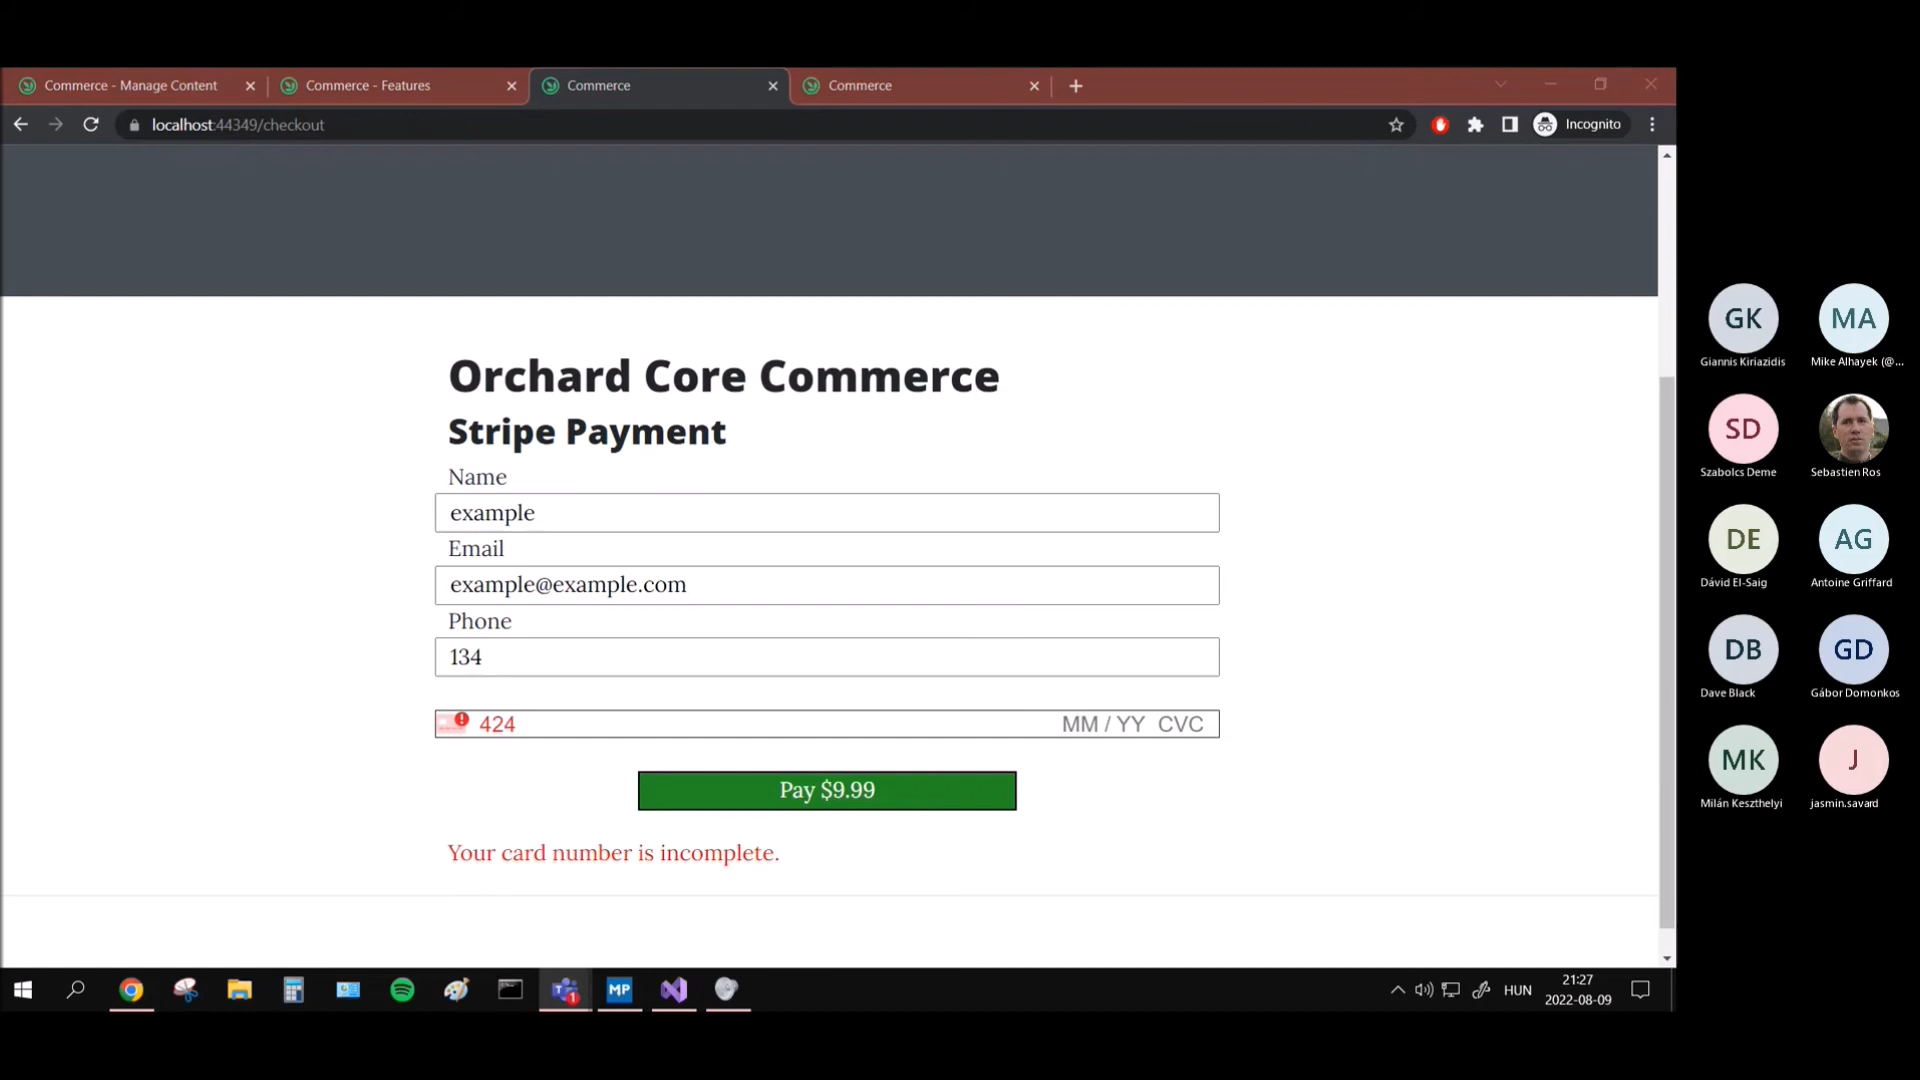 Commerce - Manage Content
Commerce - Features
Commerce
Commerce
localhost:44349/checkout
Incognito
Orchard Core Commerce
Stripe Payment
Name
example
Email
example@example.com
Phone
134
424 MM / YY CVC
Pay $9.99
Your card number is incomplete.
GK MA
Giannis Kiriazidis Mike Alhayek (@...
SD
Szabolcs Deme Sebastien Ros
DE AG
Dávid El-Saig Antoine Griffard
DB GD
Dave Black Gábor Domonkos
MK J
Milán Keszthelyi jasmin.savard
MP
1
HUN
21:27
2022-08-09